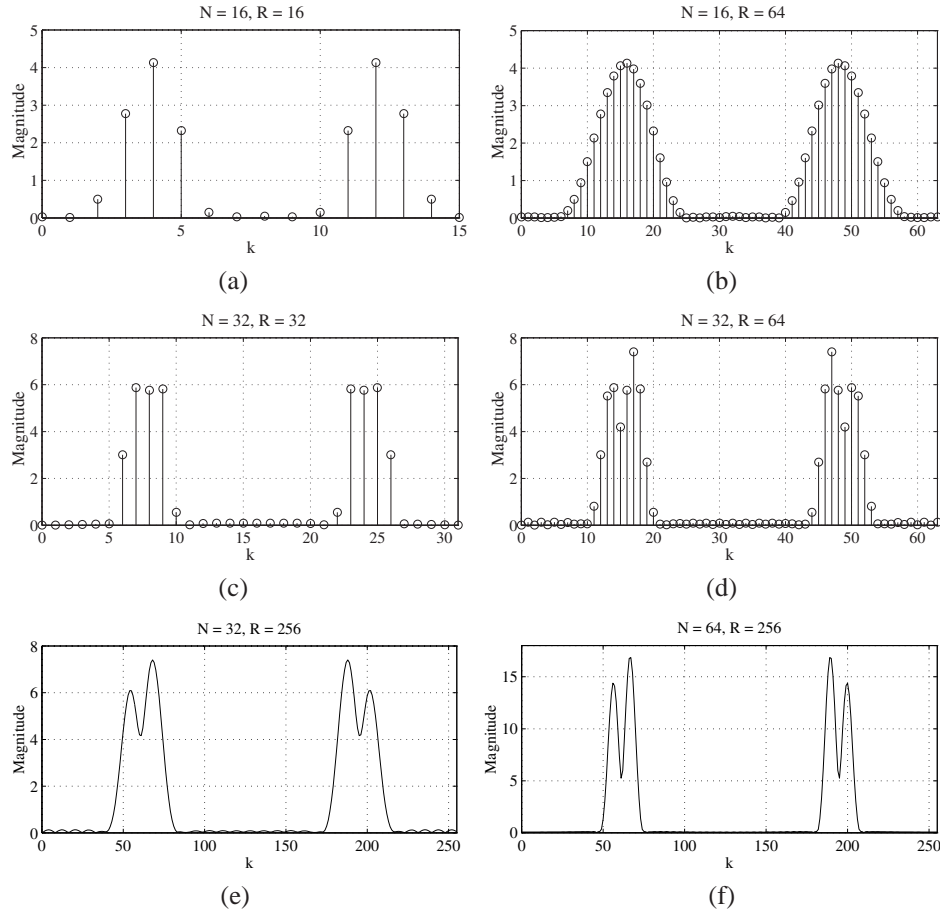 N = 16, R = 16
5
4
3
2
1
0
0
5
10
15
Magnitude
k
(a)
N = 16, R = 64
5
4
3
2
1
0
0
10
20
30
40
50
60
Magnitude
k
(b)
N = 32, R = 32
8
6
4
2
0
0
5
10
15
20
25
30
Magnitude
k
(c)
N = 32, R = 64
8
6
4
2
0
0
10
20
30
40
50
60
Magnitude
k
(d)
N = 32, R = 256
8
6
4
2
0
0
50
100
150
200
250
Magnitude
k
(e)
N = 64, R = 256
15
10
5
0
0
50
100
150
200
250
Magnitude
k
(f)